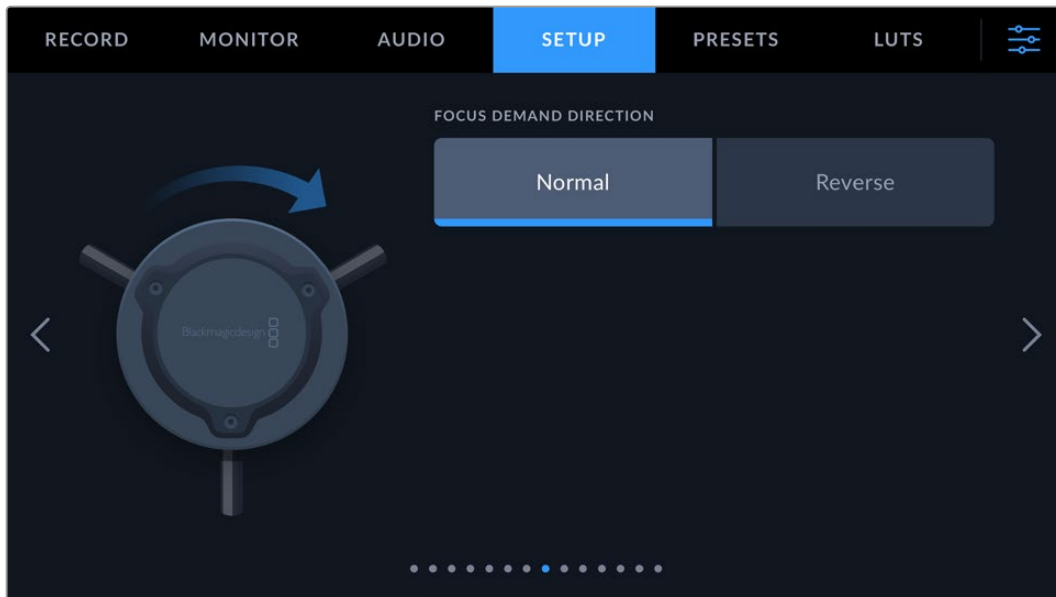 RECORD MONITOR AUDIO SETUP PRESETS LUTS
FOCUS DEMAND DIRECTION
Normal Reverse
Blackmagicdesign